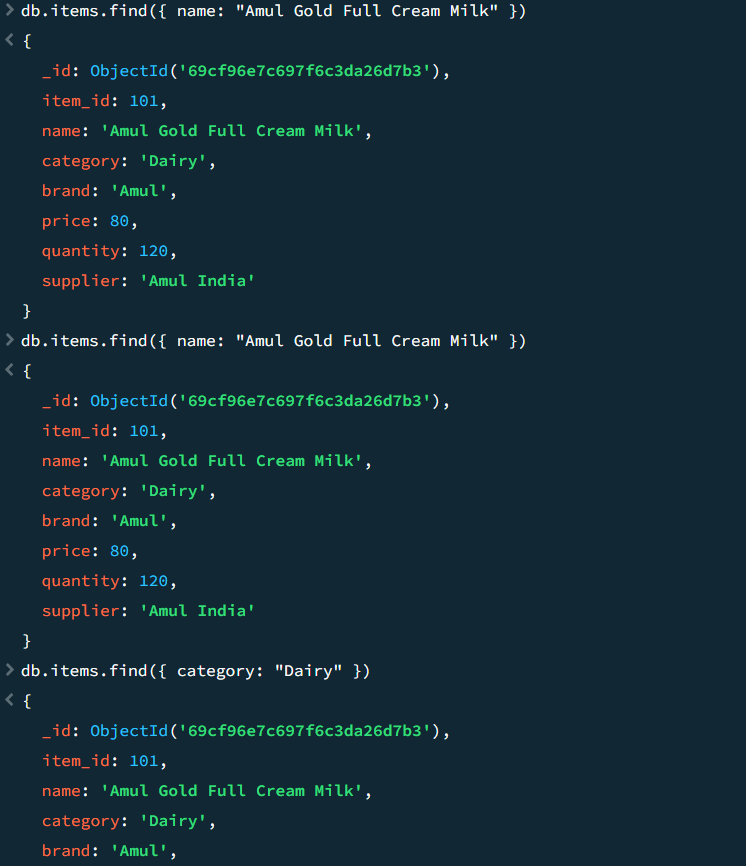 > db.items.find({ name: "Amul Gold Full Cream Milk" })
< {
_id: ObjectId('69cf96e7c697f6c3da26d7b3'),
item_id: 101,
name: 'Amul Gold Full Cream Milk',
category: 'Dairy',
brand: 'Amul',
price: 80,
quantity: 120,
supplier: 'Amul India'
}
> db.items.find({ name: "Amul Gold Full Cream Milk" })
< {
_id: ObjectId('69cf96e7c697f6c3da26d7b3'),
item_id: 101,
name: 'Amul Gold Full Cream Milk',
category: 'Dairy',
brand: 'Amul',
price: 80,
quantity: 120,
supplier: 'Amul India'
}
> db.items.find({ category: "Dairy" })
< {
_id: ObjectId('69cf96e7c697f6c3da26d7b3'),
item_id: 101,
name: 'Amul Gold Full Cream Milk',
category: 'Dairy',
brand: 'Amul',